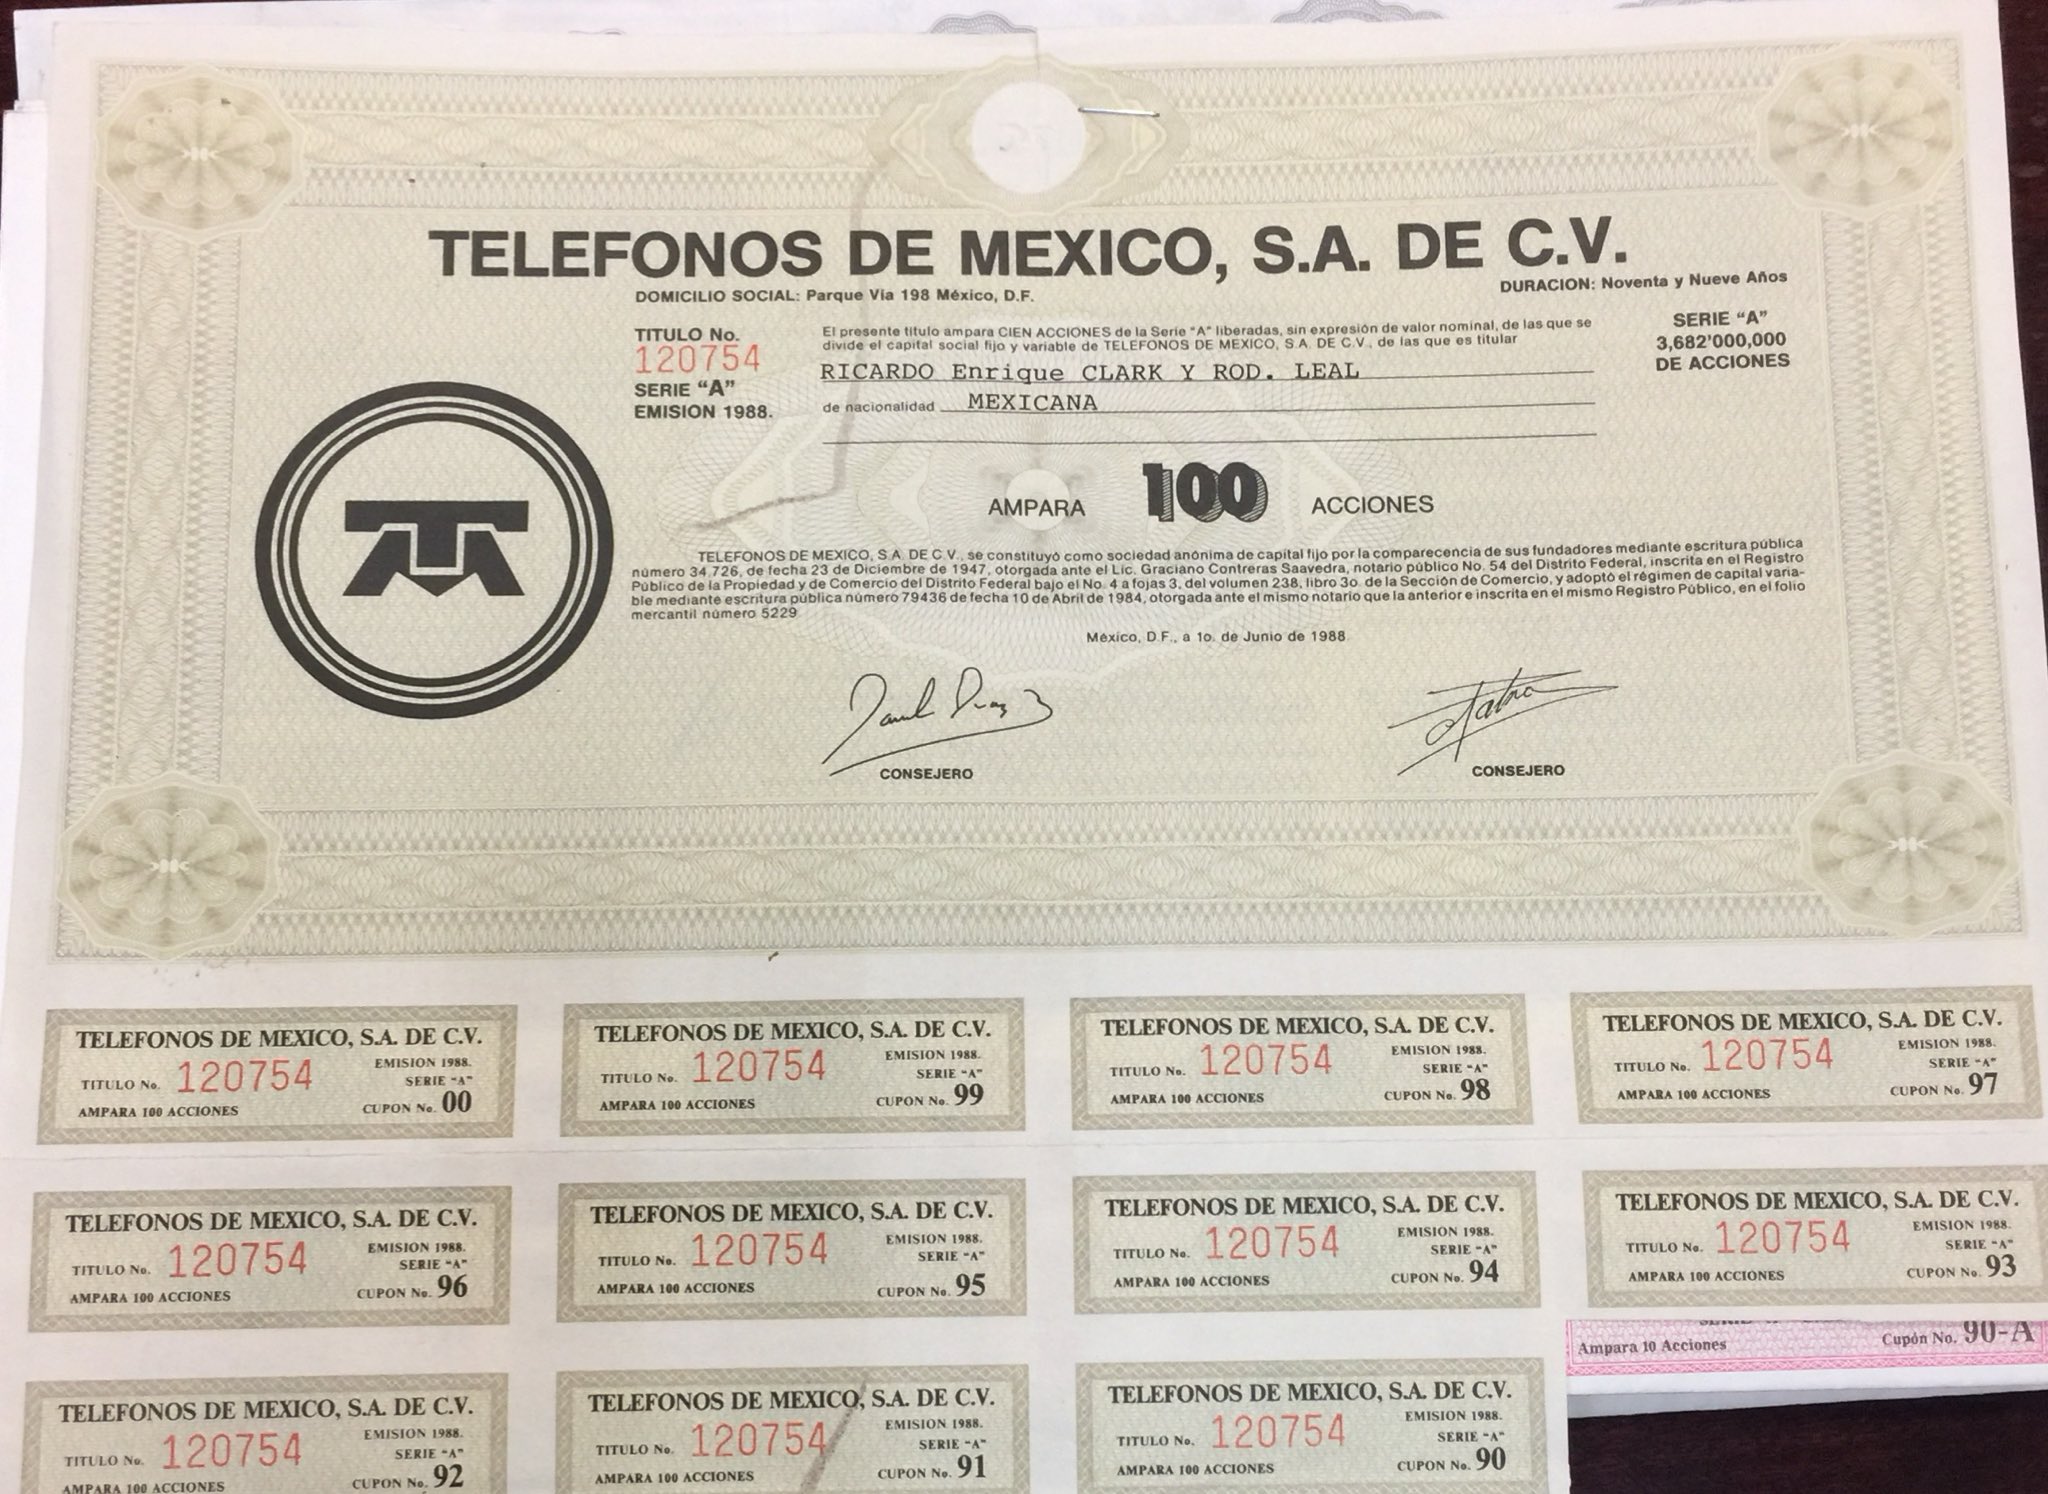 TELEFONOS DE MEXICO, S.A. DE C.V.
DOMICILIO SOCIAL: Parque Vía 198 México, D.F.
DURACION: Noventa y Nueve Años
TITULO No.
120754
SERIE "A"
EMISION 1988.
El presente título ampara CIEN ACCIONES de la Serie "A" liberadas, sin expresión de valor nominal, de las que se
divide el capital social fijo y variable de TELEFONOS DE MEXICO, S.A. DE C.V., de las que es titular
RICARDO Enrique CLARK Y ROD. LEAL
de nacionalidad MEXICANA
SERIE "A"
3,682'000,000
DE ACCIONES
AMPARA 100 ACCIONES
TELEFONOS DE MEXICO, S.A. DE C.V., se constituyó como sociedad anónima de capital fijo por la comparecencia de sus fundadores mediante escritura pública
número 34,726, de fecha 23 de Diciembre de 1947, otorgada ante el Lic. Graciano Contreras Saavedra, notario público No. 54 del Distrito Federal, inscrita en el Registro
Público de la Propiedad y de Comercio del Distrito Federal bajo el No. 4 a fojas 3, del volumen 238, libro 3o. de la Sección de Comercio, y adoptó el régimen de capital varia-
ble mediante escritura pública número 79436 de fecha 10 de Abril de 1984, otorgada ante el mismo notario que la anterior e inscrita en el mismo Registro Público, en el folio
mercantil número 5229
México, D.F., a 1o. de Junio de 1988
CONSEJERO
CONSEJERO
TELEFONOS DE MEXICO, S.A. DE C.V.
TITULO No. 120754
EMISION 1988.
SERIE "A"
AMPARA 100 ACCIONES
CUPON No. 00
TELEFONOS DE MEXICO, S.A. DE C.V.
TITULO No. 120754
EMISION 1988.
SERIE "A"
AMPARA 100 ACCIONES
CUPON No. 99
TELEFONOS DE MEXICO, S.A. DE C.V.
TITULO No. 120754
EMISION 1988.
SERIE "A"
AMPARA 100 ACCIONES
CUPON No. 98
TELEFONOS DE MEXICO, S.A. DE C.V.
TITULO No. 120754
EMISION 1988.
SERIE "A"
AMPARA 100 ACCIONES
CUPON No. 97
TELEFONOS DE MEXICO, S.A. DE C.V.
TITULO No. 120754
EMISION 1988.
SERIE "A"
AMPARA 100 ACCIONES
CUPON No. 96
TELEFONOS DE MEXICO, S.A. DE C.V.
TITULO No. 120754
EMISION 1988.
SERIE "A"
AMPARA 100 ACCIONES
CUPON No. 95
TELEFONOS DE MEXICO, S.A. DE C.V.
TITULO No. 120754
EMISION 1988.
SERIE "A"
AMPARA 100 ACCIONES
CUPON No. 94
TELEFONOS DE MEXICO, S.A. DE C.V.
TITULO No. 120754
EMISION 1988.
SERIE "A"
AMPARA 100 ACCIONES
CUPON No. 93
Ampara 10 Acciones
Cupón No. 90-A
TELEFONOS DE MEXICO, S.A. DE C.V.
TITULO No. 120754
EMISION 1988.
SERIE "A"
AMPARA 100 ACCIONES
CUPON No. 92
TELEFONOS DE MEXICO, S.A. DE C.V.
TITULO No. 120754
EMISION 1988.
SERIE "A"
AMPARA 100 ACCIONES
CUPON No. 91
TELEFONOS DE MEXICO, S.A. DE C.V.
TITULO No. 120754
EMISION 1988.
SERIE "A"
AMPARA 100 ACCIONES
CUPON No. 90